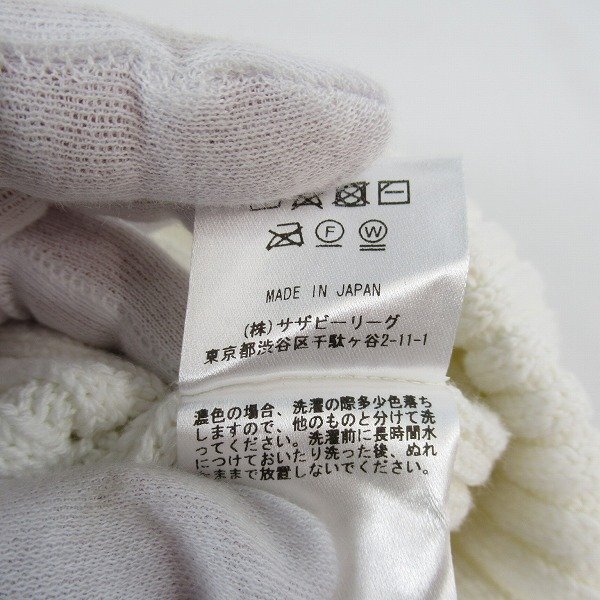 F W
MADE IN JAPAN
(株) サザビーリーグ
東京都渋谷区千駄ヶ谷2-11-1
濃色の場合、洗濯の際多少色落ち
しますので、他のものと分けて洗
ってください。洗濯前に長時間水
につけておいたり洗った後、ぬれ
たままで放置しないでください。